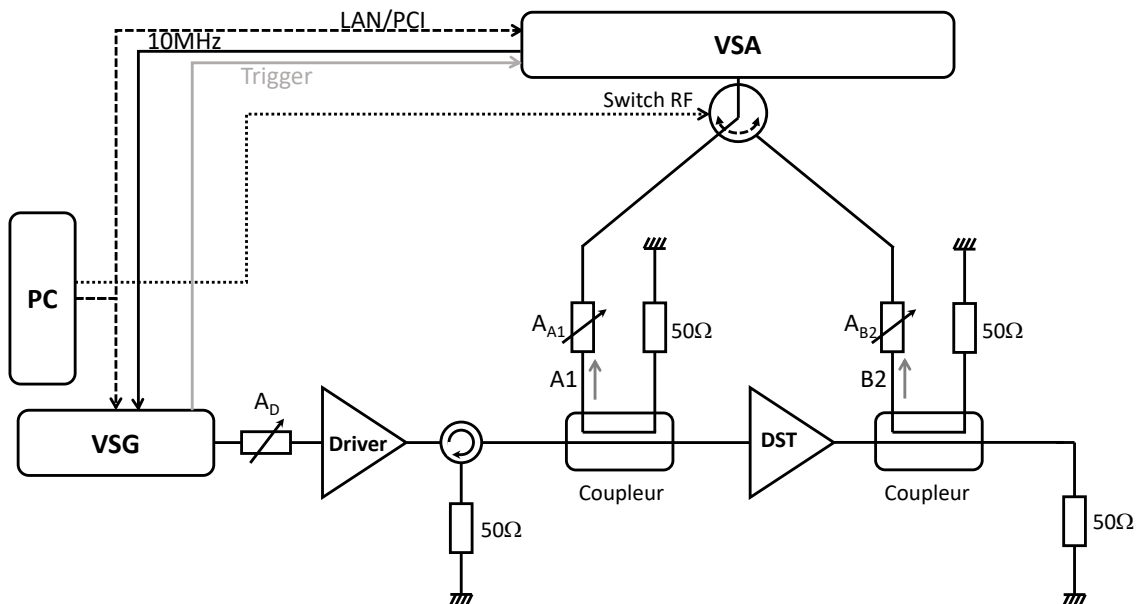 LAN/PCI
VSA
10MHz
Trigger
Switch RF
PC
A_A1
50Ω
A_B2
50Ω
A1
B2
A_D
VSG
Driver
DST
Coupleur
Coupleur
50Ω
50Ω